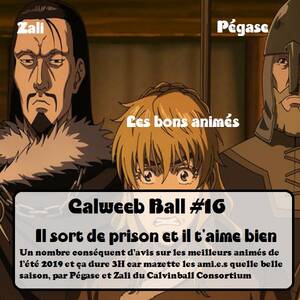 Zali Pégase
Les bons animés
Calweeb Ball #16
Il sort de prison et il t'aime bien
Un nombre conséquent d'avis sur les meilleurs animés de
l'été 2019 et ça dure 3H ear mazette les ami.e.s quelle belle
saison, par Pégase et Zali du Calvinball Consortium